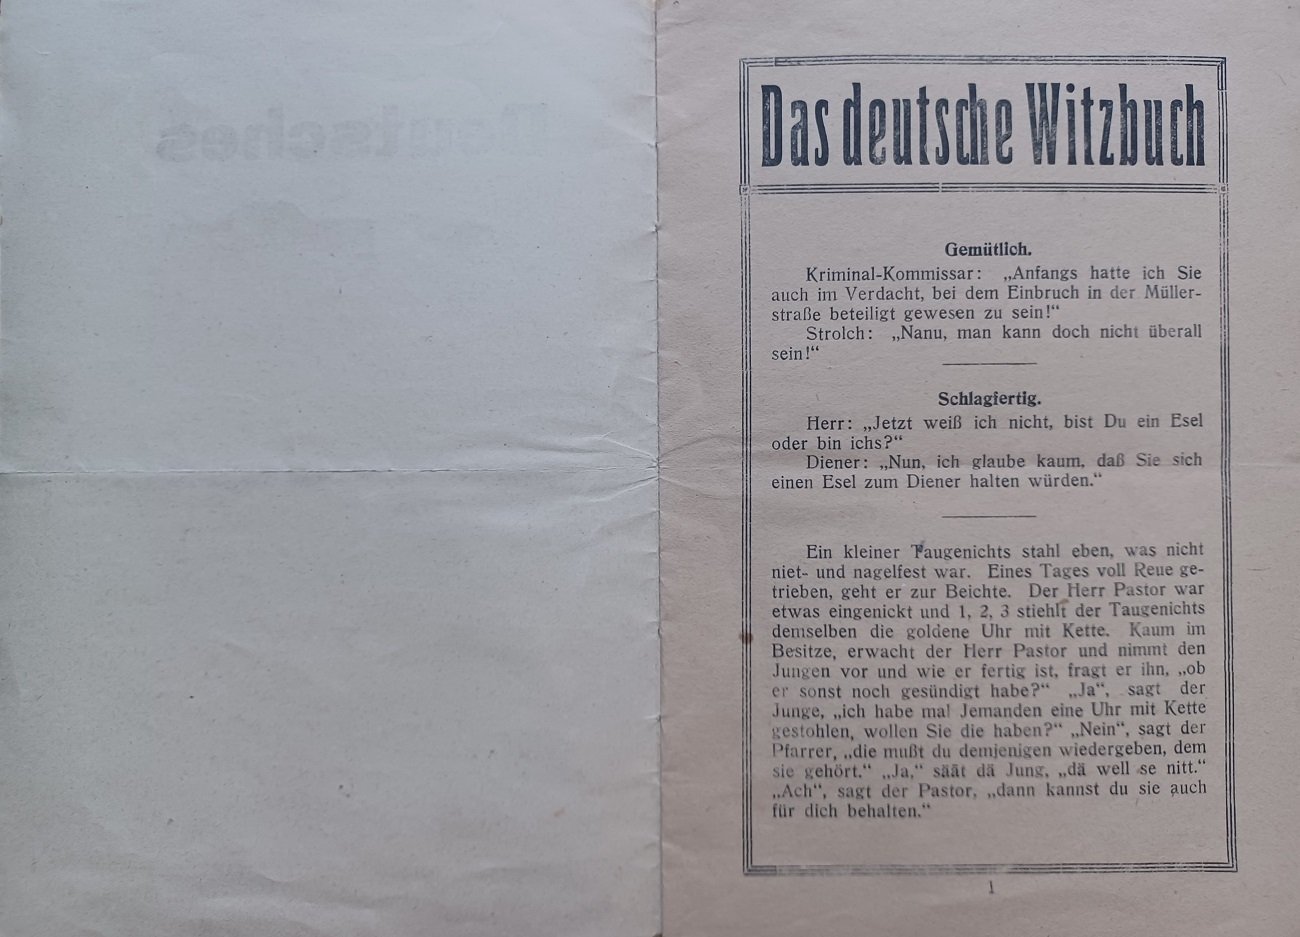 Deutsches
Das deutsche Witzbuch
Gemütlich.
Kriminal-Kommissar: „Anfangs hatte ich Sie
auch im Verdacht, bei dem Einbruch in der Müller-
straße beteiligt gewesen zu sein!“
Strolch: „Nanu, man kann doch nicht überall
sein!“
Schlagfertig.
Herr: „Jetzt weiß ich nicht, bist Du ein Esel
oder bin ichs?“
Diener: „Nun, ich glaube kaum, daß Sie sich
einen Esel zum Diener halten würden.“
Ein kleiner Taugenichts stahl eben, was nicht
niet- und nagelfest war. Eines Tages voll Reue ge-
trieben, geht er zur Beichte. Der Herr Pastor war
etwas eingenickt und 1, 2, 3 stiehlt der Taugenichts
demselben die goldene Uhr mit Kette. Kaum im
Besitze, erwacht der Herr Pastor und nimmt den
Jungen vor und wie er fertig ist, fragt er ihn, „ob
er sonst noch gesündigt habe?“ „Ja“, sagt der
Junge, „ich habe mal Jemanden eine Uhr mit Kette
gestohlen, wollen Sie die haben?“ „Nein“, sagt der
Pfarrer, „die mußt du demjenigen wiedergeben, dem
sie gehört.“ „Ja,“ säät dä Jung, „dä well se nitt.“
„Ach“, sagt der Pastor, „dann kannst du sie auch
für dich behalten.“
1